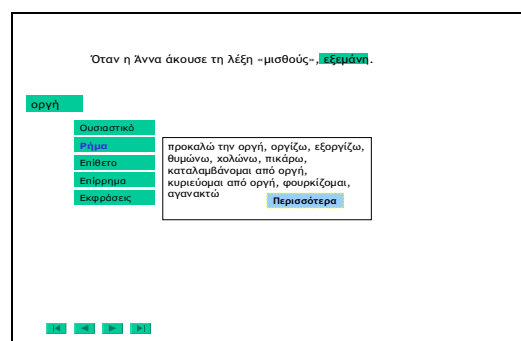 Όταν η Άννα άκουσε τη λέξη «μισθούς», εξεμάνη.
οργή
Ουσιαστικό
Ρήμα
Επίθετο
Επίρρημα
Εκφράσεις
προκαλώ την οργή, οργίζω, εξοργίζω,
θυμώνω, χολώνω, πικάρω,
καταλαμβάνομαι από οργή,
κυριεύομαι από οργή, φουρκίζομαι,
αγανακτώ
Περισσότερα